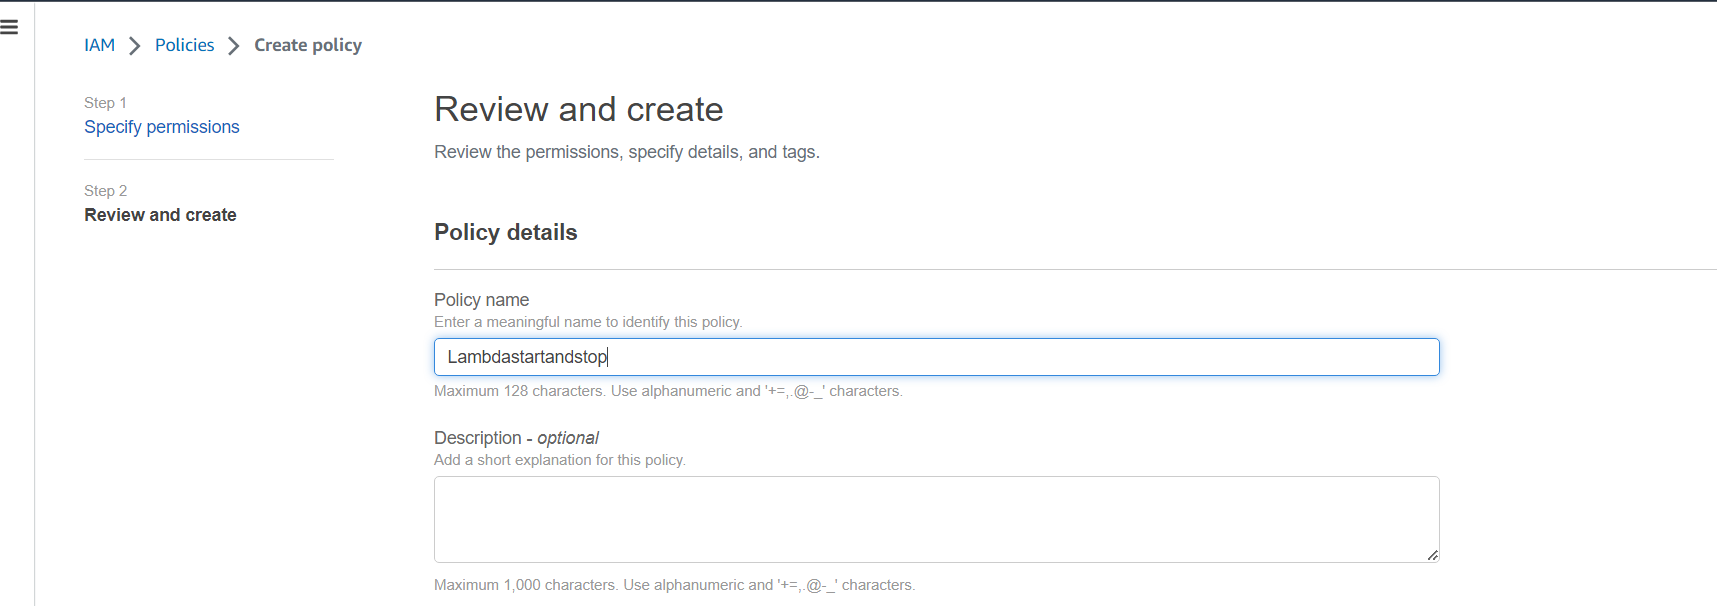 IAM > Policies > Create policy
Step 1
Specify permissions
Step 2
Review and create
Review and create
Review the permissions, specify details, and tags.
Policy details
Policy name
Enter a meaningful name to identify this policy.
Lambdastartandstop
Maximum 128 characters. Use alphanumeric and '+=,.@-_' characters.
Description - optional
Add a short explanation for this policy.
Maximum 1,000 characters. Use alphanumeric and '+=,.@-_' characters.